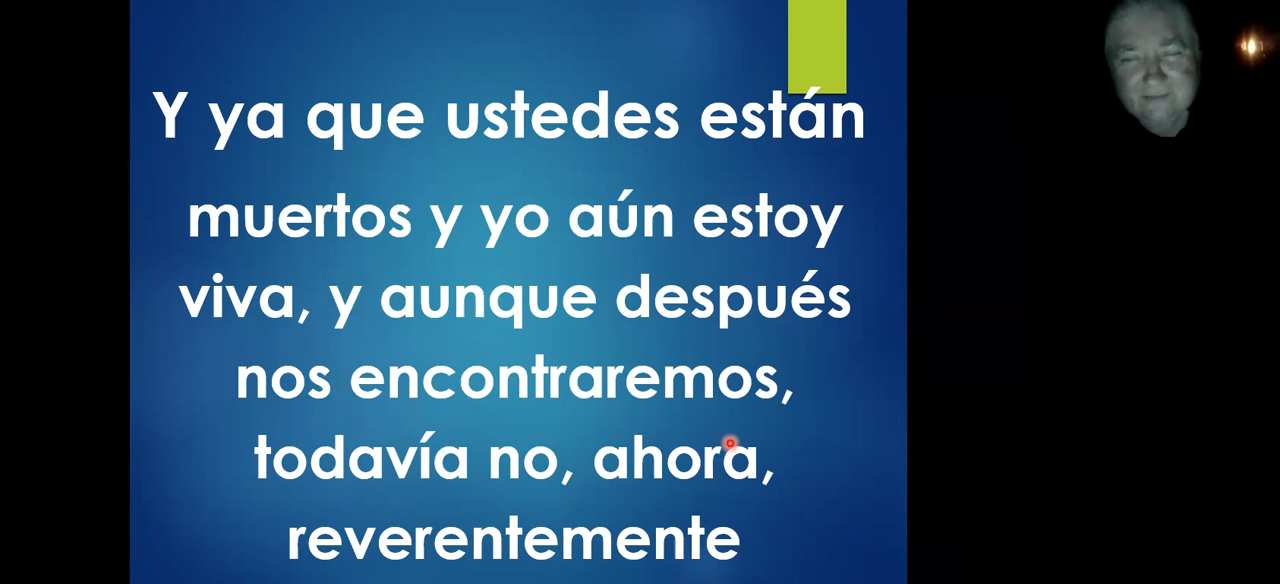 Y ya que ustedes están
muertos y yo aún estoy
viva, y aunque después
nos encontraremos,
todavía no, ahora,
reverentemente